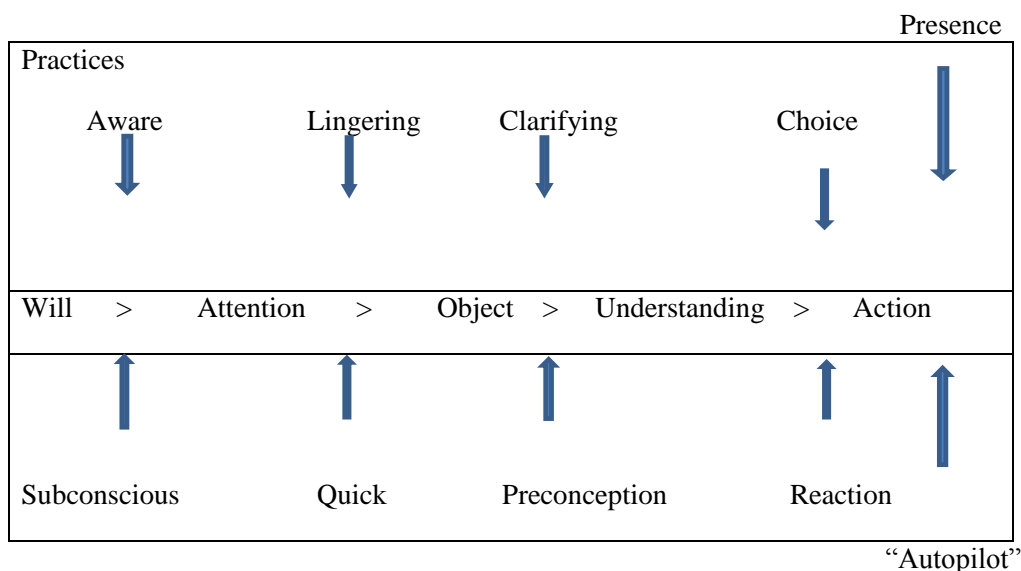 Presence
Practices
Aware Lingering Clarifying Choice
Will > Attention > Object > Understanding > Action
Subconscious Quick Preconception Reaction
“Autopilot”